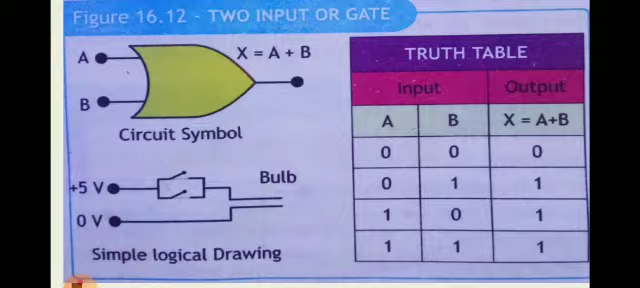 Figure 16.12 - TWO INPUT OR GATE
A
X = A + B
B
Circuit Symbol
+5 V
Bulb
0 V
Simple logical Drawing
TRUTH TABLE
Input Output
A B X = A+B
0 0 0
0 1 1
1 0 1
1 1 1